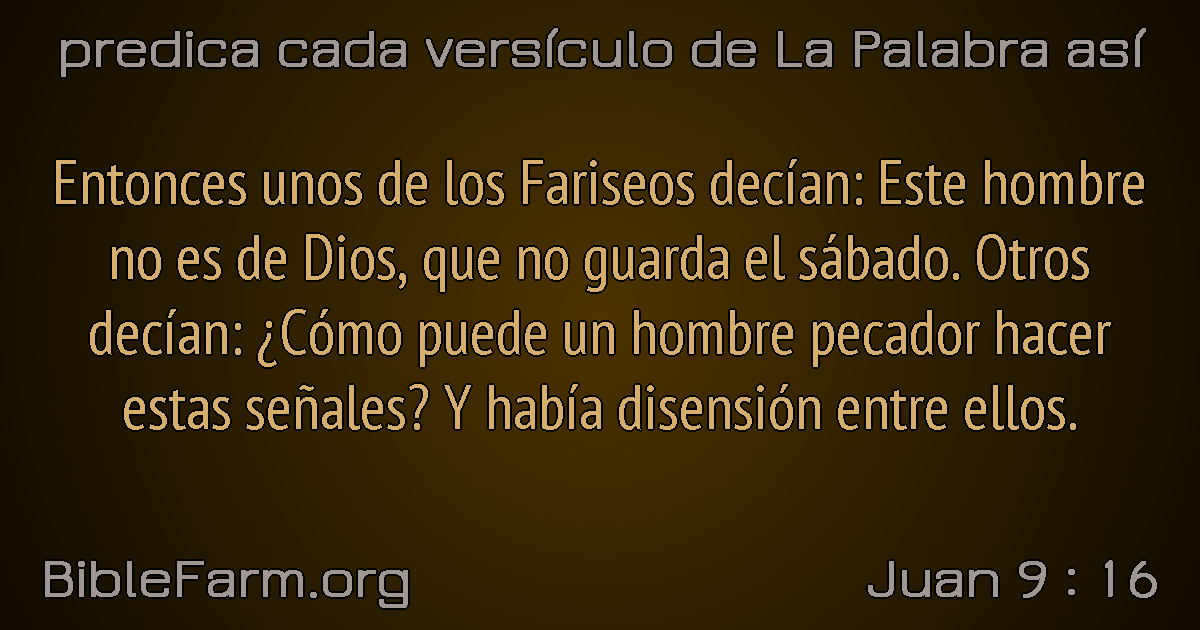 predica cada versículo de La Palabra así
Entonces unos de los Fariseos decían: Este hombre
no es de Dios, que no guarda el sábado. Otros
decían: ¿Cómo puede un hombre pecador hacer
estas señales? Y había disensión entre ellos.
BibleFarm.org
Juan 9 : 16